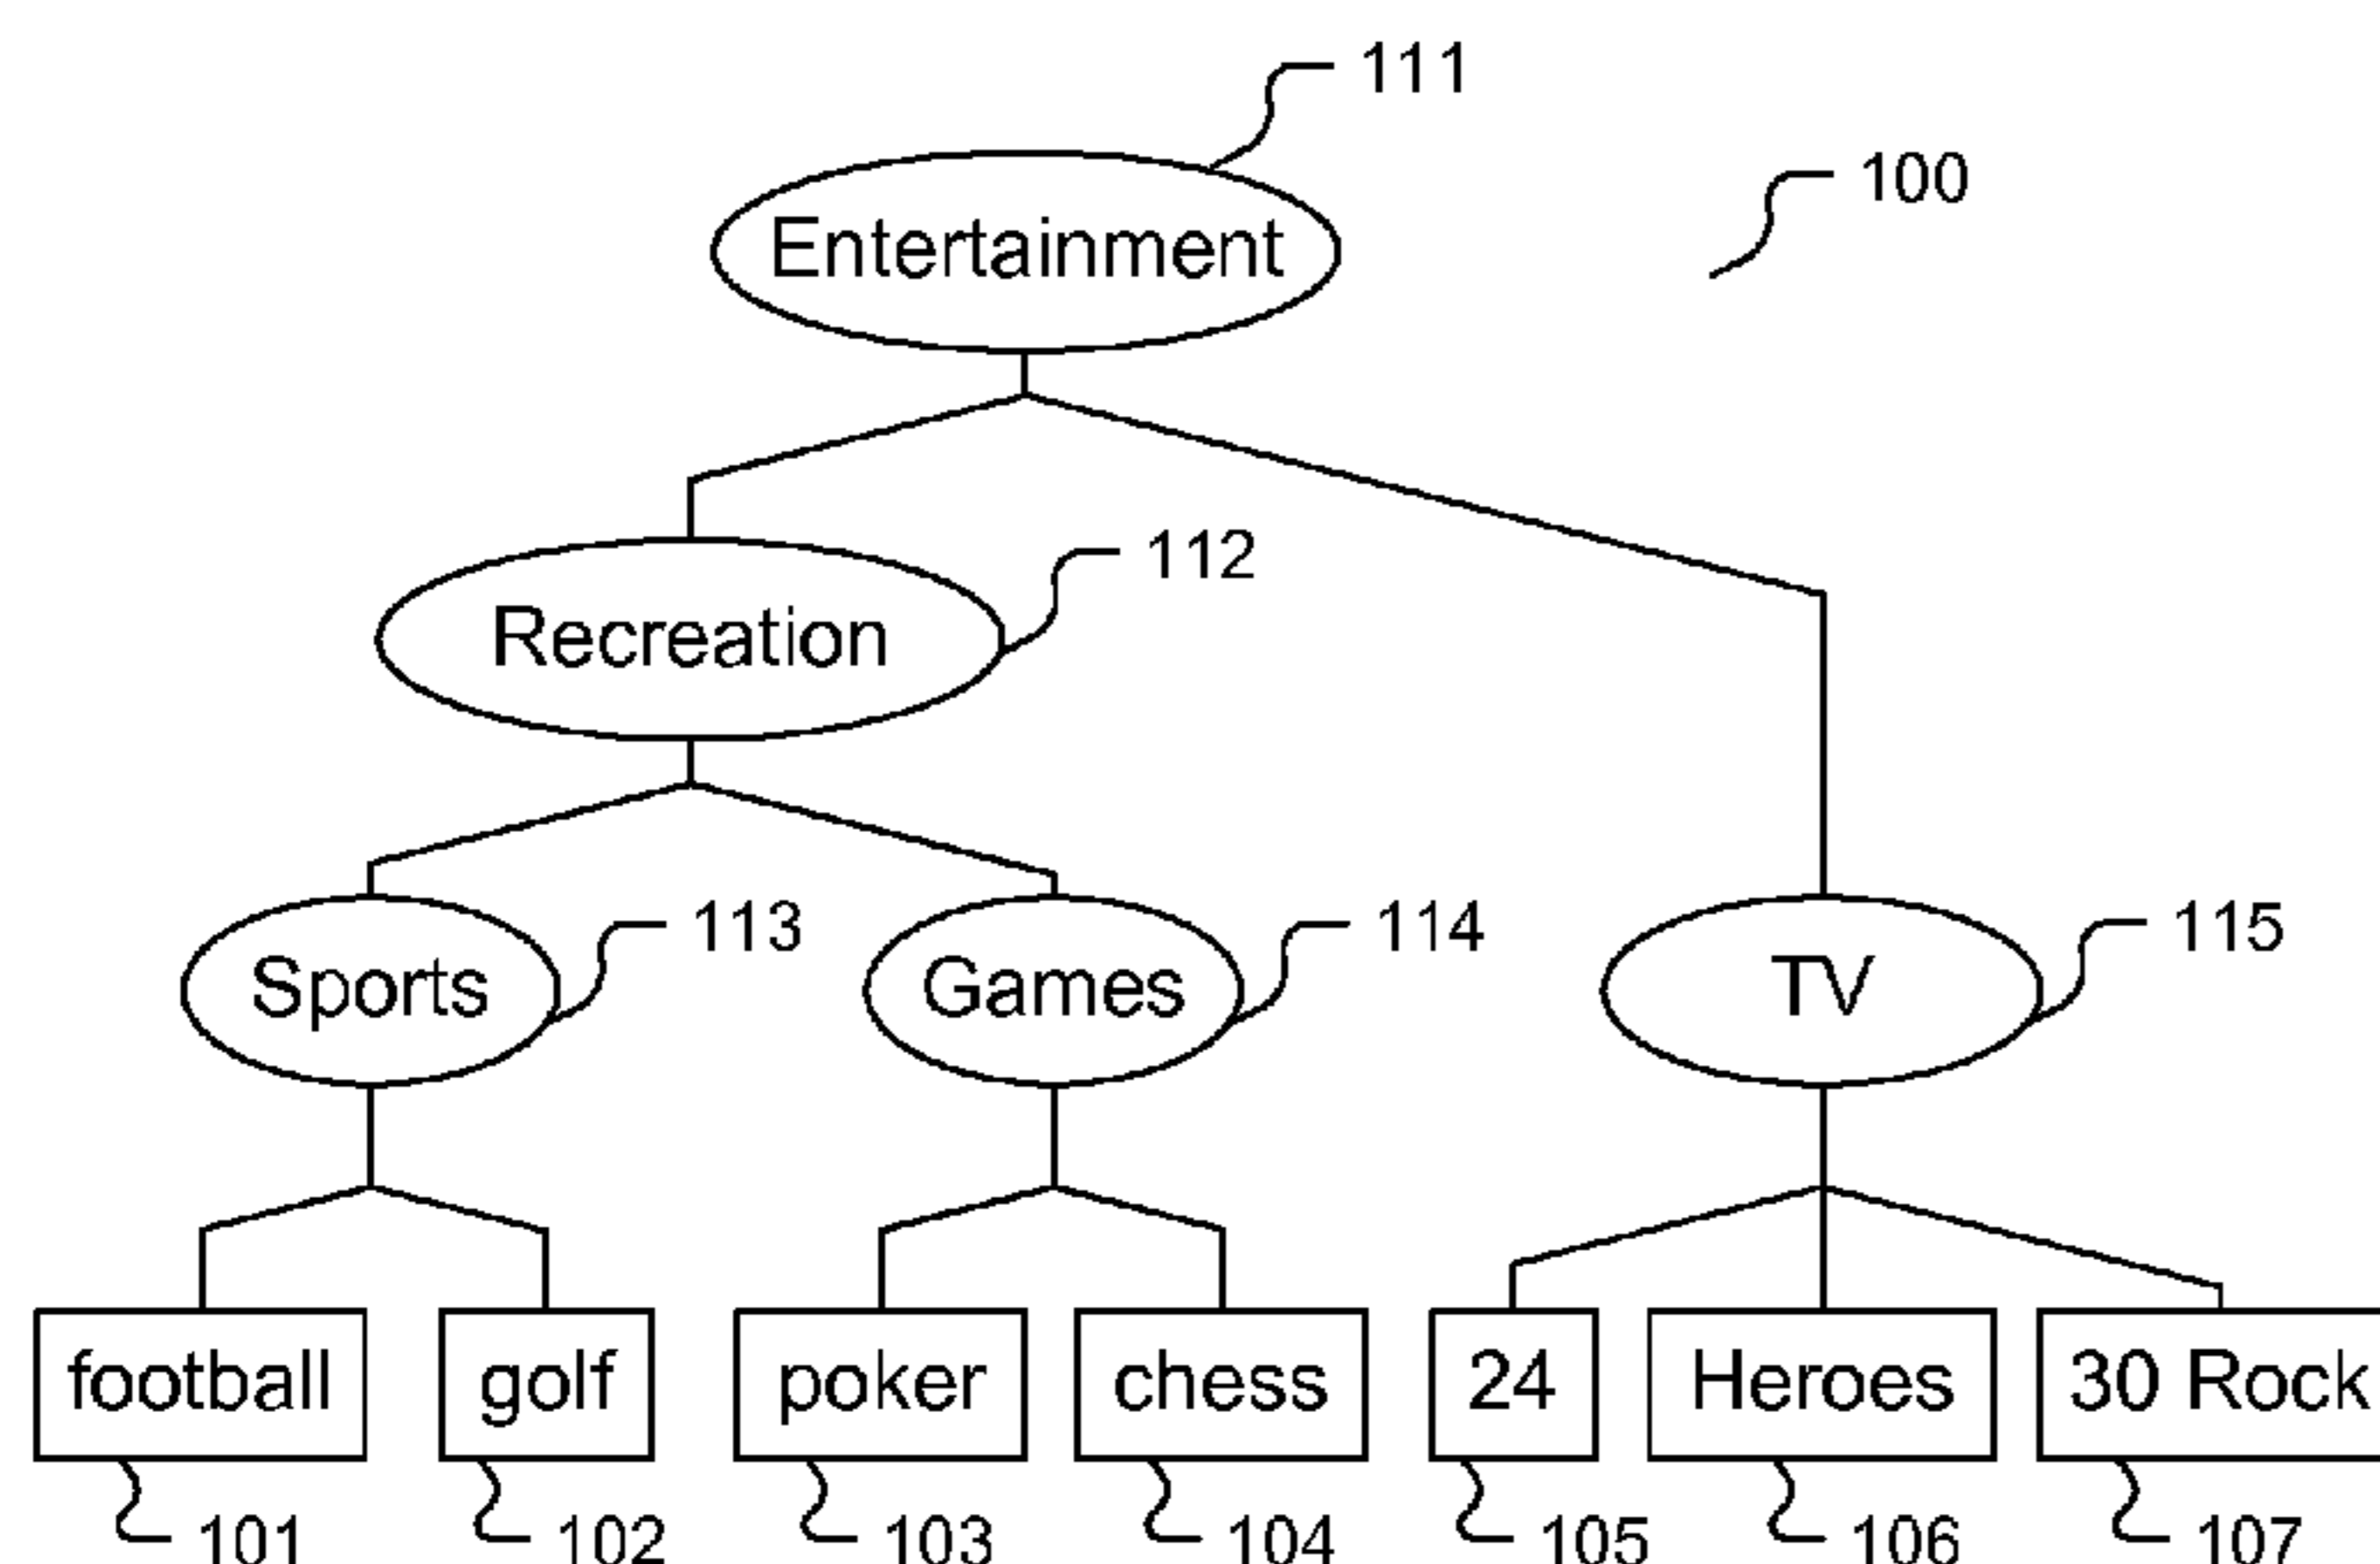 111
100
Entertainment
112
Recreation
113
114
115
Sports
Games
TV
football
golf
poker
chess
24
Heroes
30 Rock
101
102
103
104
105
106
107